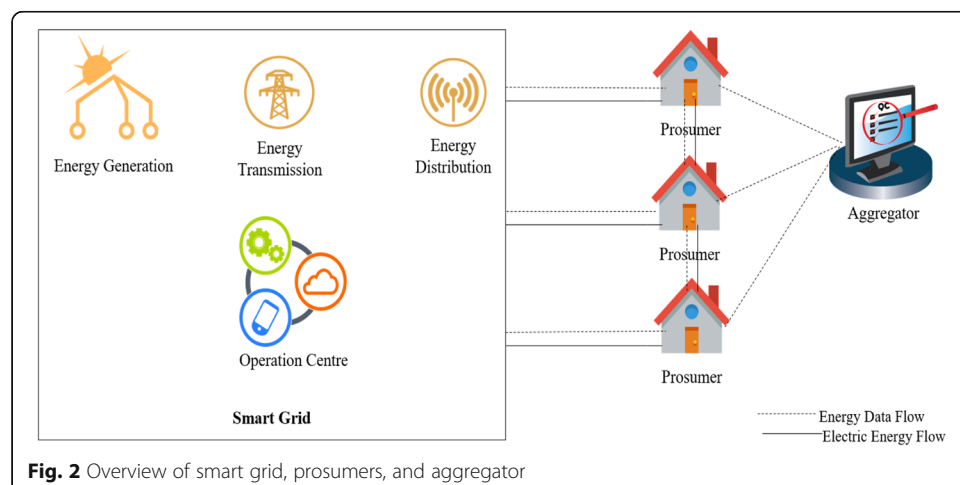 QC
Energy Generation
Energy
Transmission
Energy
Distribution
Prosumer
Prosumer
Prosumer
Aggregator
Operation Centre
Smart Grid
Energy Data Flow
Electric Energy Flow
Fig. 2 Overview of smart grid, prosumers, and aggregator